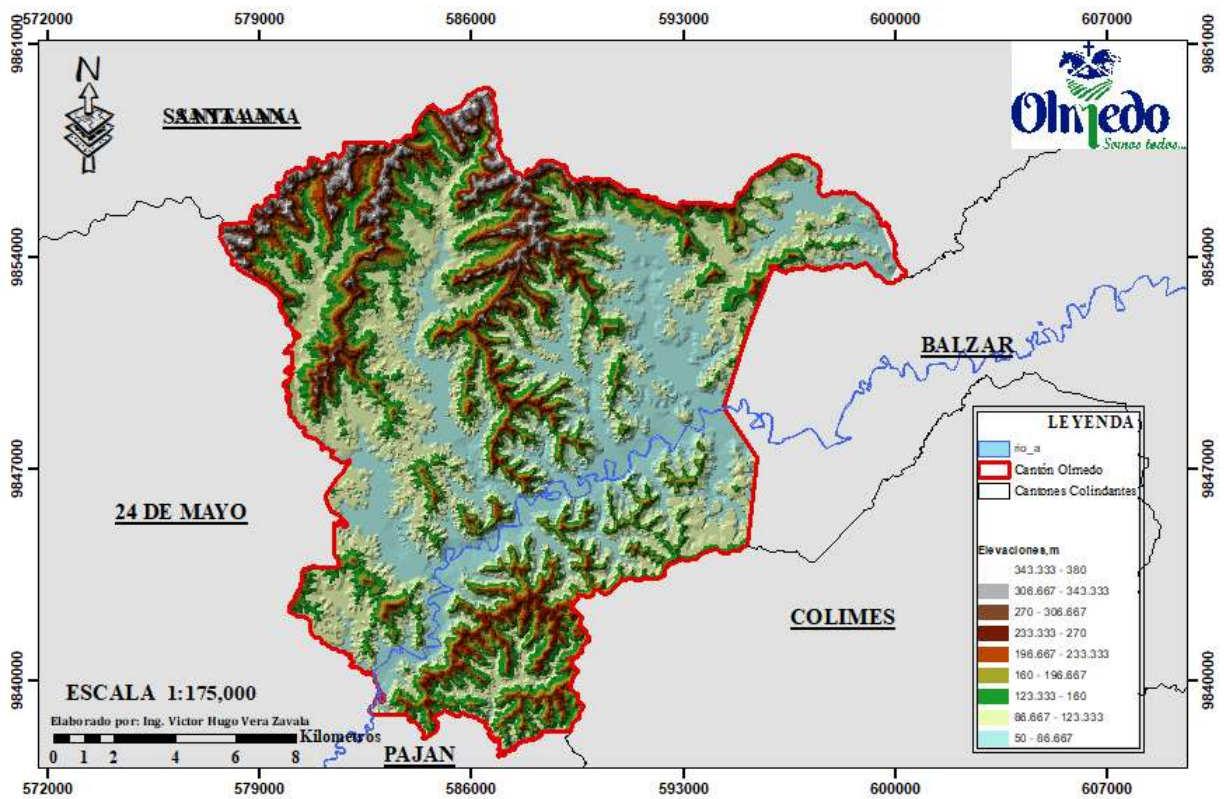 572000 579000 586000 593000 600000 607000
9861000 9861000
N
SANTA ANA
Olmedo
Somos todos...
9854000 9854000
BALZAR
LEYENDA
rio_a
Cantón Olmedo
Cantones Colindantes
9847000 9847000
24 DE MAYO
Elevaciones,m
343.333 - 380
306.667 - 343.333
270 - 306.667
233.333 - 270
196.667 - 233.333
160 - 196.667
123.333 - 160
86.667 - 123.333
50 - 86.667
COLIMES
9840000 9840000
ESCALA 1:175,000
Elaborado por: Ing. Victor Hugo Vera Zavala
Kilometros
0 1 2 4 6 8
PAJAN
572000 579000 586000 593000 600000 607000